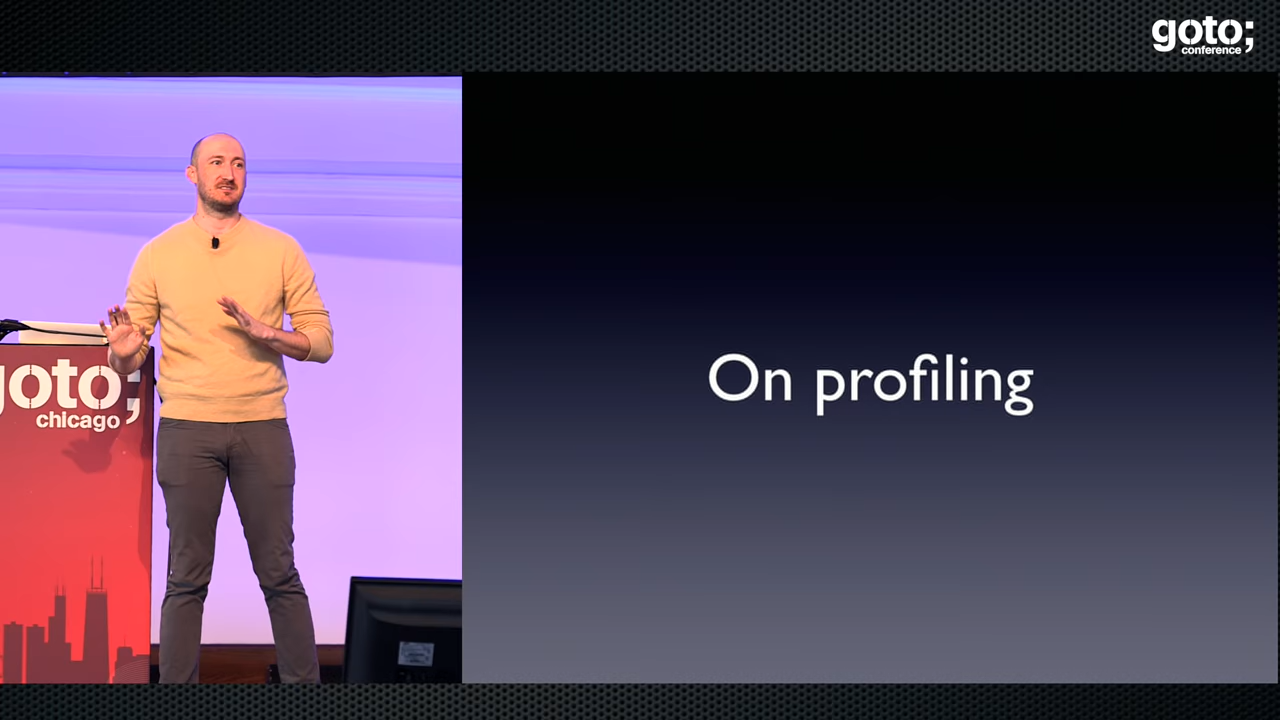 goto;
conference
On profiling
goto;
chicago